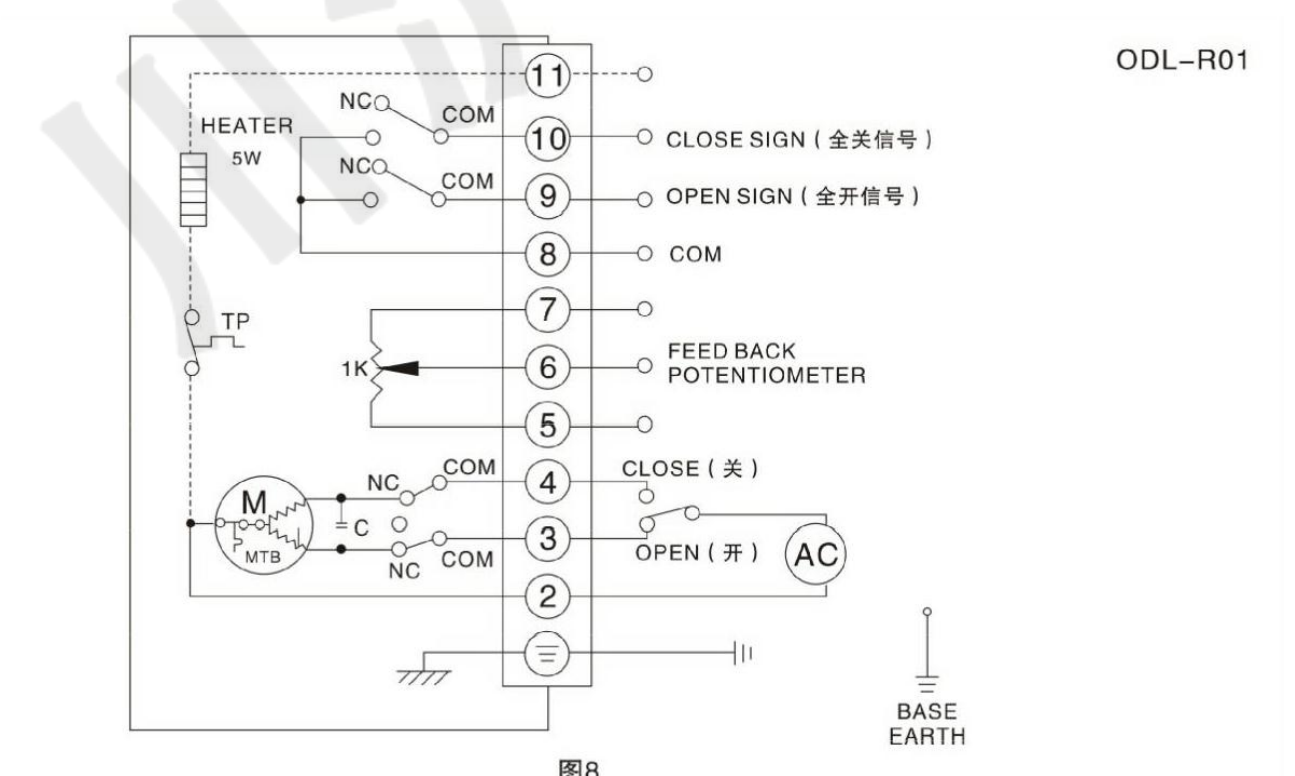 ODL-R01
11
NC
COM
HEATER
5W
10
CLOSE SIGN ( 全关信号 )
NC
COM
9
OPEN SIGN ( 全开信号 )
8
COM
7
TP
1K
6
FEED BACK
POTENTIOMETER
5
NC
COM
4
CLOSE ( 关 )
M
C
MTB
NC
COM
3
OPEN ( 开 )
AC
2
BASE
EARTH
图8